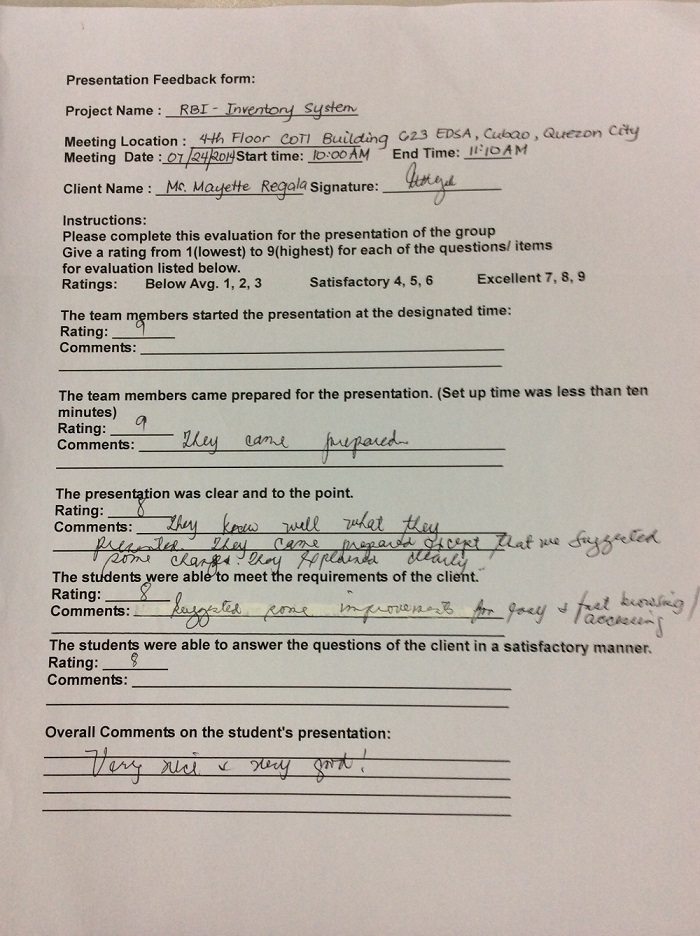 Presentation Feedback form:
Project Name : RBI - Inventory System
Meeting Location : 4th Floor COTI Building 623 EDSA, Cubao, Quezon City
Meeting Date : 07/24/2014 Start time: 10:00 AM End Time: 11:10 AM
Client Name : Ms. Mayette Regala Signature:
Instructions:
Please complete this evaluation for the presentation of the group
Give a rating from 1(lowest) to 9(highest) for each of the questions/ items
for evaluation listed below.
Ratings: Below Avg. 1, 2, 3 Satisfactory 4, 5, 6 Excellent 7, 8, 9
The team members started the presentation at the designated time:
Rating: 9
Comments:
The team members came prepared for the presentation. (Set up time was less than ten
minutes)
Rating: 9
Comments: They came prepared
The presentation was clear and to the point.
Rating: 8
Comments: They know well what they
presented. They came prepared except that we suggested
some changes. They explained clearly
The students were able to meet the requirements of the client.
Rating: 8
Comments: Suggested some improvements for easy & fast browsing /
accessing
The students were able to answer the questions of the client in a satisfactory manner.
Rating: 8
Comments:
Overall Comments on the student's presentation:
Very nice & very good!